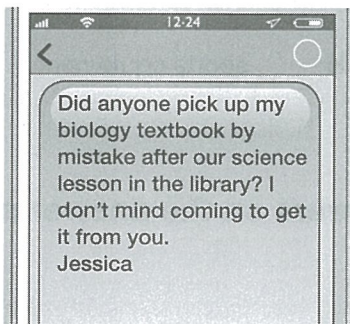 12-24
Did anyone pick up my
biology textbook by
mistake after our science
lesson in the library? I
don't mind coming to get
it from you.
Jessica